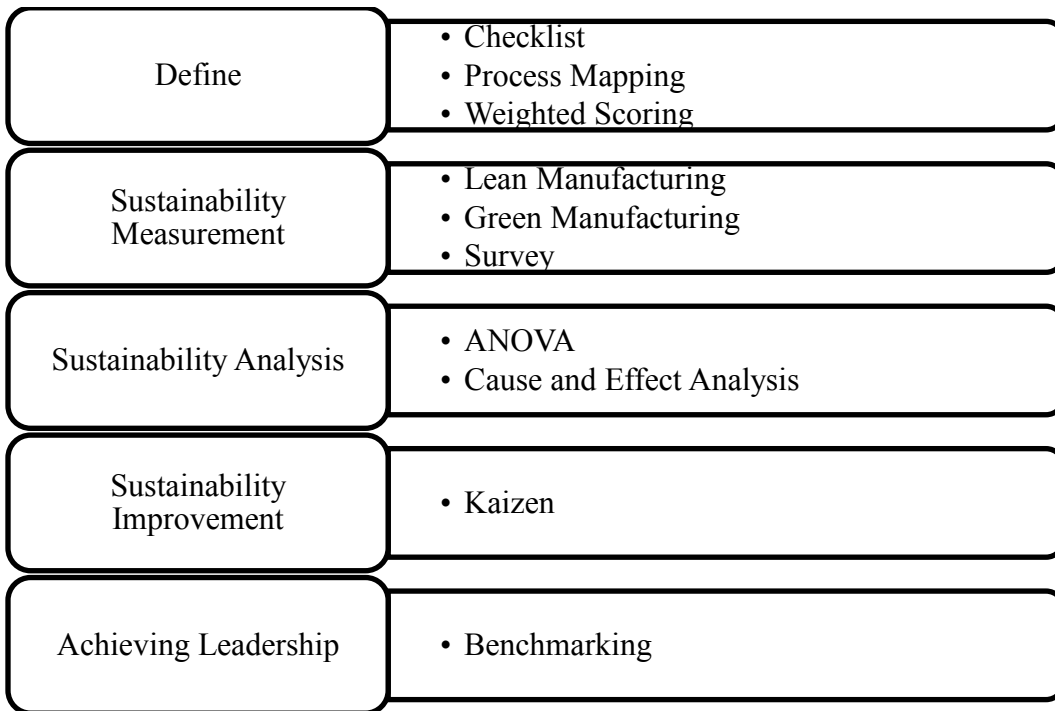 Define
• Checklist
• Process Mapping
• Weighted Scoring
Sustainability
Measurement
• Lean Manufacturing
• Green Manufacturing
• Survey
Sustainability Analysis
• ANOVA
• Cause and Effect Analysis
Sustainability
Improvement
• Kaizen
Achieving Leadership
• Benchmarking